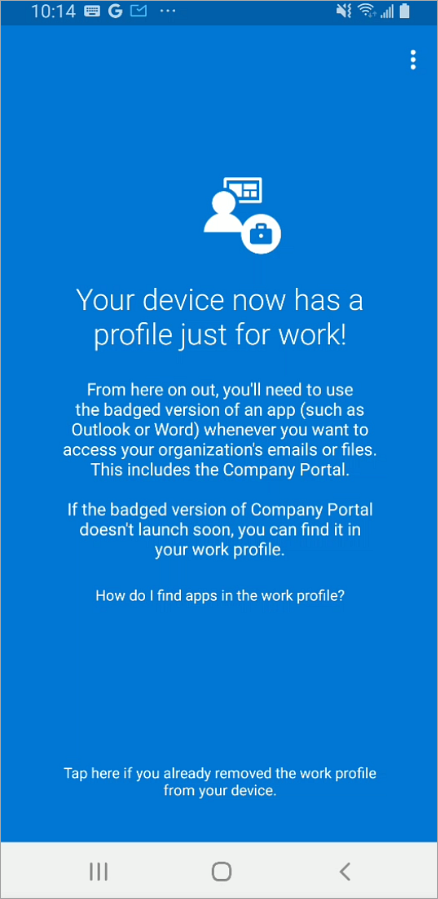 10:14
Your device now has a
profile just for work!
From here on out, you'll need to use
the badged version of an app (such as
Outlook or Word) whenever you want to
access your organization's emails or files.
This includes the Company Portal.
If the badged version of Company Portal
doesn't launch soon, you can find it in
your work profile.
How do I find apps in the work profile?
Tap here if you already removed the work profile
from your device.